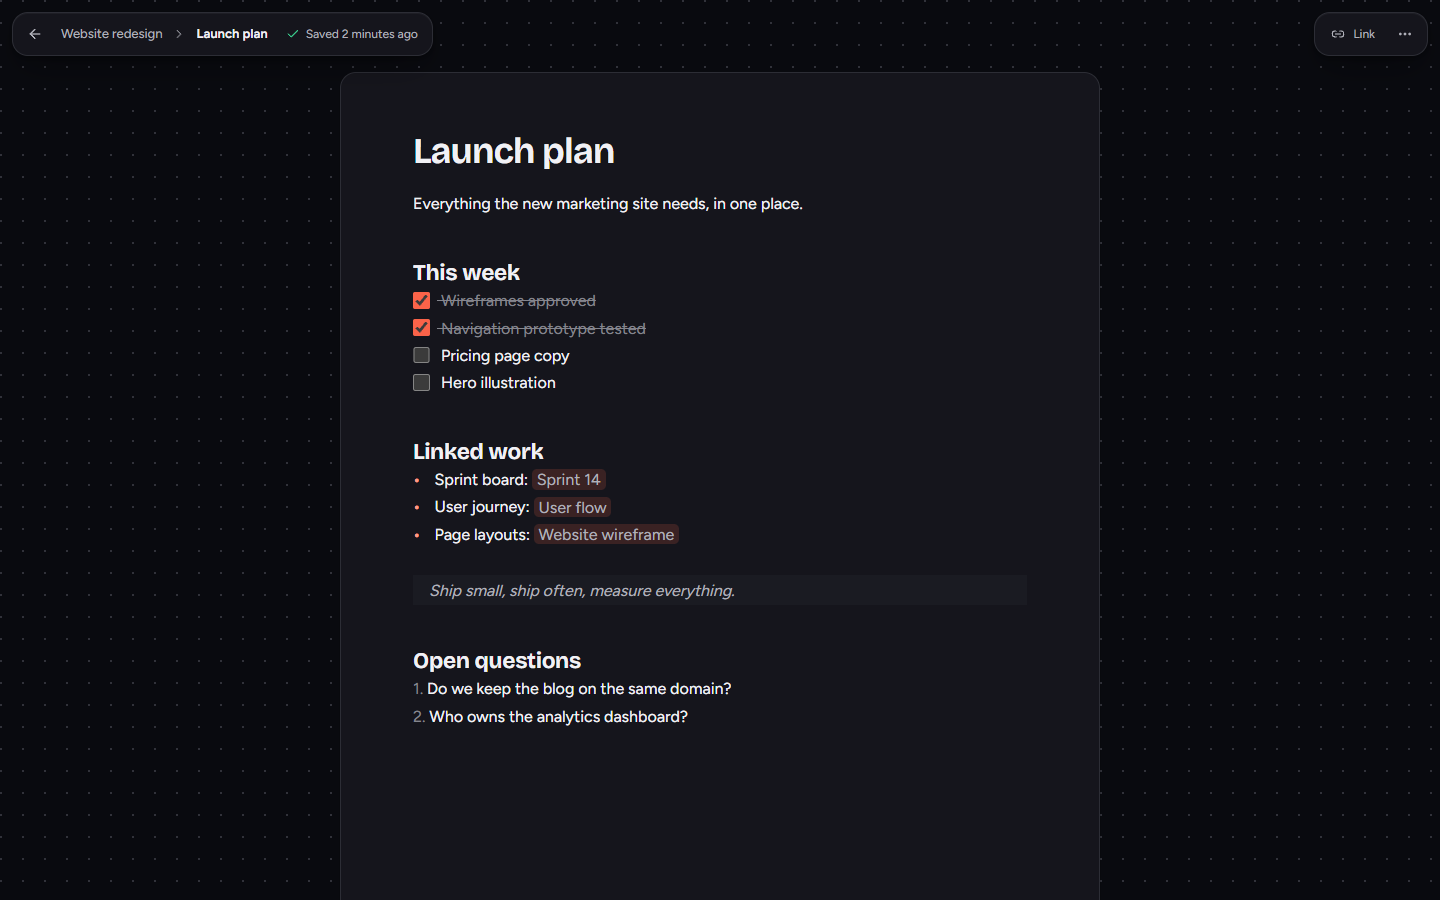 Website redesign > Launch plan ✓ Saved 2 minutes ago
Link ...
Launch plan
Everything the new marketing site needs, in one place.
This week
Wireframes approved
Navigation prototype tested
Pricing page copy
Hero illustration
Linked work
• Sprint board: Sprint 14
• User journey: User flow
• Page layouts: Website wireframe
Ship small, ship often, measure everything.
Open questions
1. Do we keep the blog on the same domain?
2. Who owns the analytics dashboard?